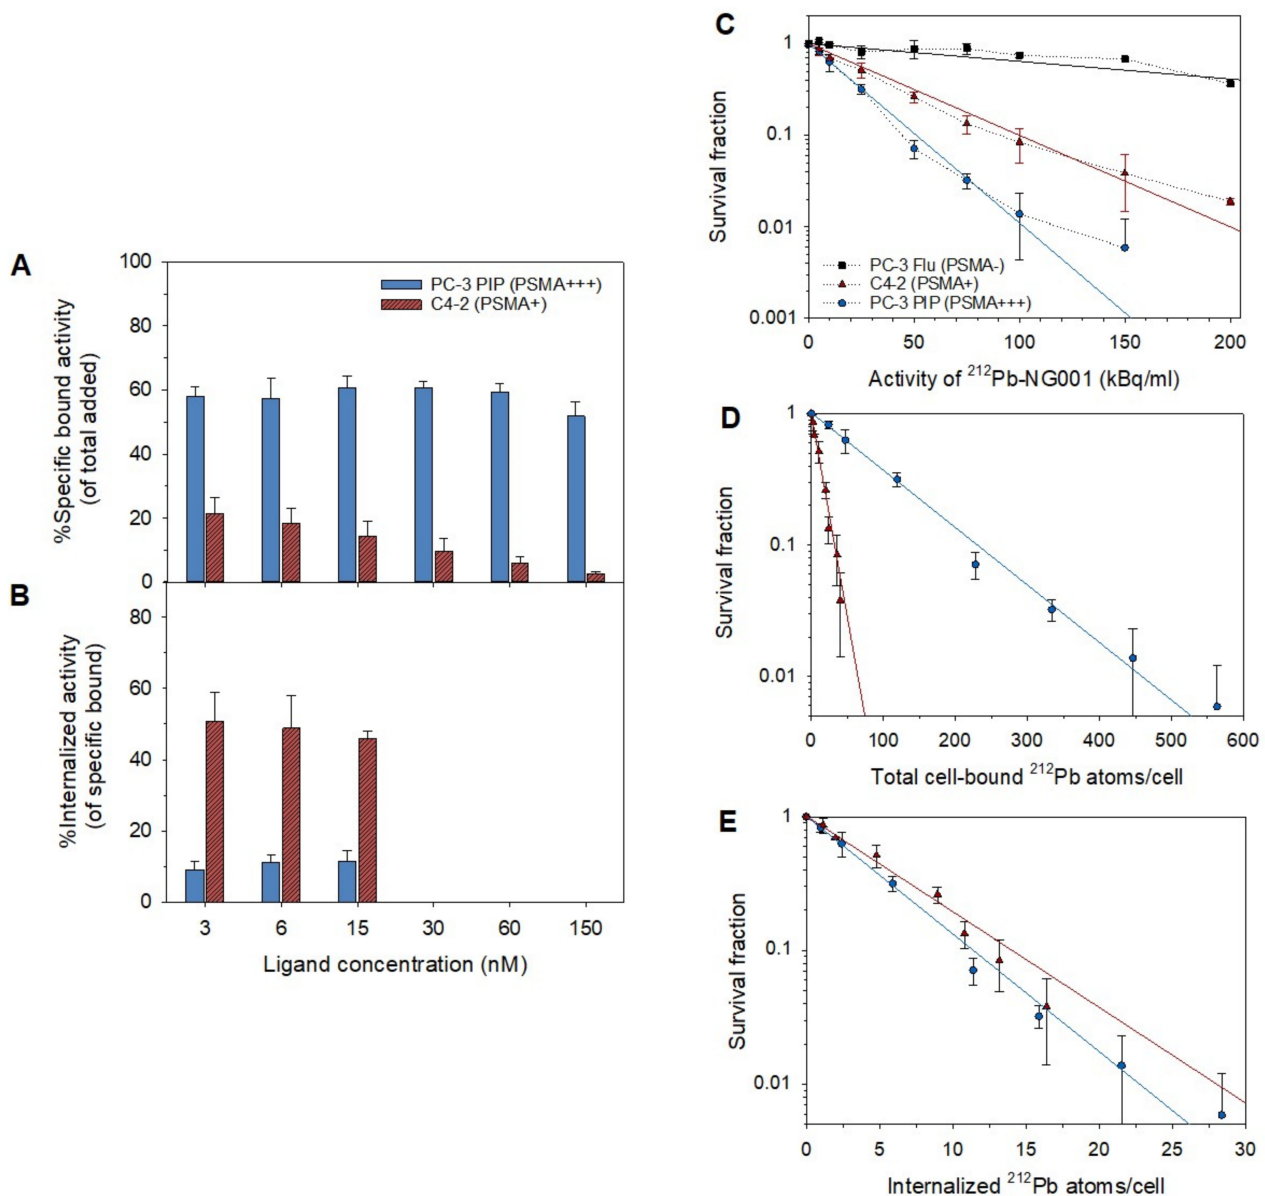 A
%Specific bound activity
(of total added)
100
80
60
40
20
0
PC-3 PIP (PSMA+++)
C4-2 (PSMA+)
B
%Internalized activity
(of specific bound)
80
60
40
20
0
3 6 15 30 60 150
Ligand concentration (nM)
C
Survival fraction
1
0.1
0.01
0.001
PC-3 Flu (PSMA-)
C4-2 (PSMA+)
PC-3 PIP (PSMA+++)
0 50 100 150 200
Activity of ²¹²Pb-NG001 (kBq/ml)
D
Survival fraction
1
0.1
0.01
0 100 200 300 400 500 600
Total cell-bound ²¹²Pb atoms/cell
E
Survival fraction
1
0.1
0.01
0 5 10 15 20 25 30
Internalized ²¹²Pb atoms/cell